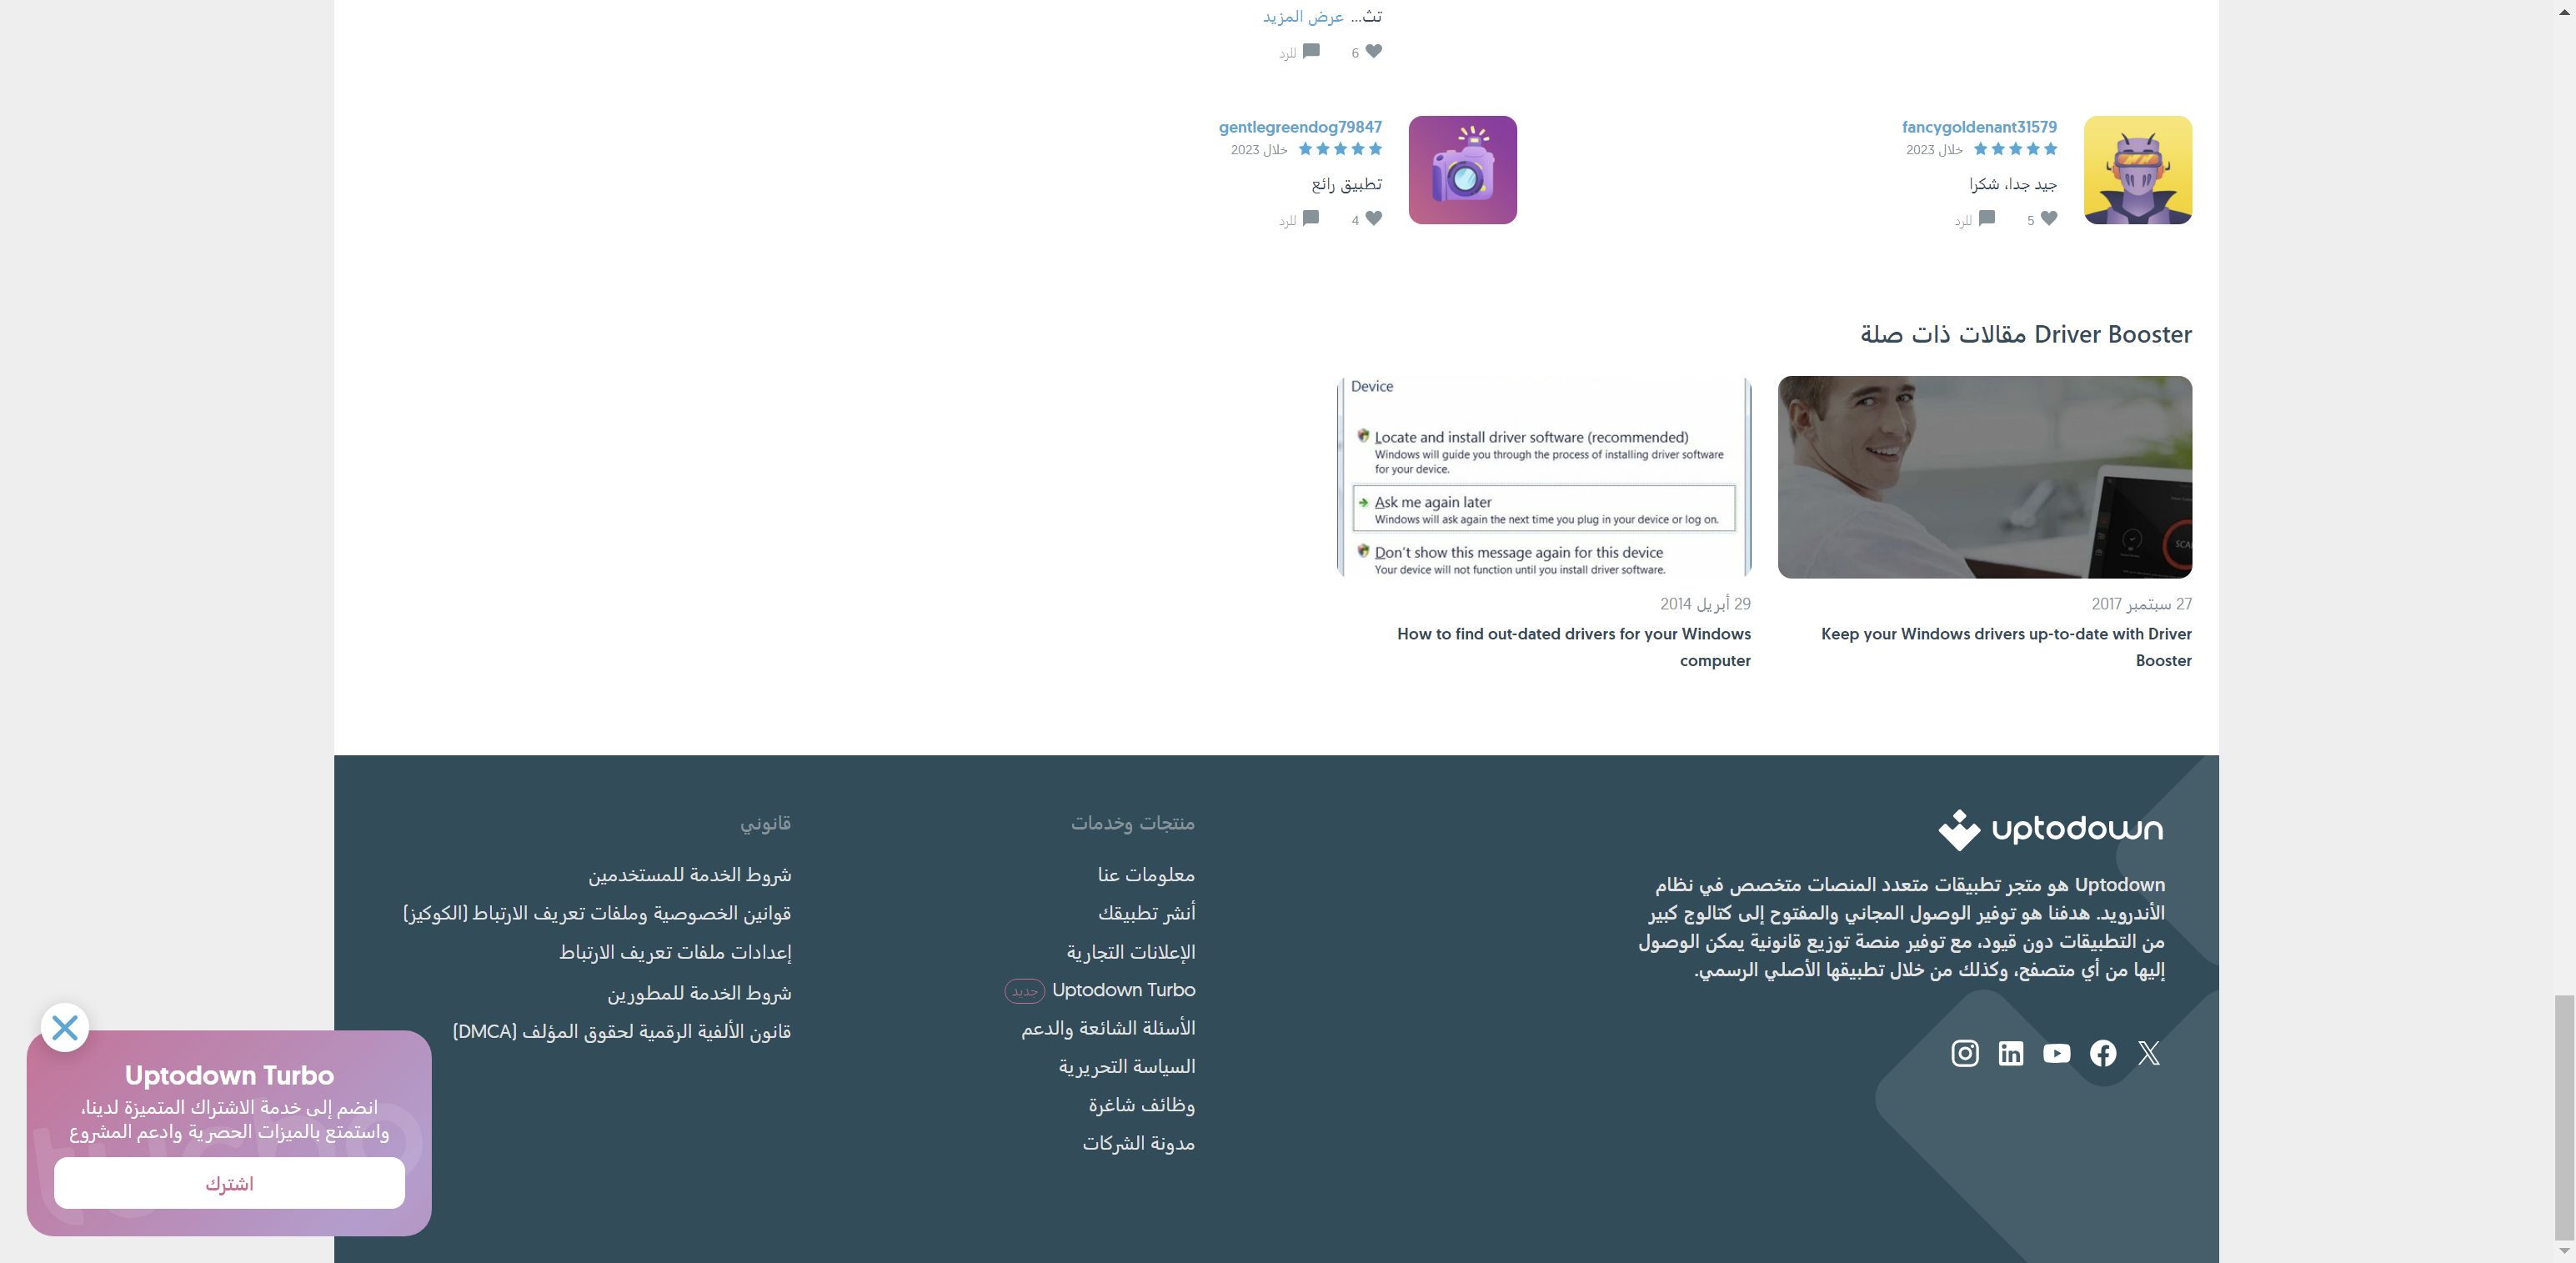 تث... عرض المزيد
6 للرد
fancygoldenant31579
خلال 2023
جيد جدا، شكرا
5 للرد
gentlegreendog79847
خلال 2023
تطبيق رائع
4 للرد
Driver Booster مقالات ذات صلة
27 سبتمبر 2017
Keep your Windows drivers up-to-date with Driver
Booster
Device
Locate and install driver software (recommended)
Windows will guide you through the process of installing driver software
for your device.
Ask me again later
Windows will ask again the next time you plug in your device or log on.
Don't show this message again for this device
Your device will not function until you install driver software.
29 أبريل 2014
How to find out-dated drivers for your Windows
computer
uptodown
Uptodown هو متجر تطبيقات متعدد المنصات متخصص في نظام
الأندرويد. هدفنا هو توفير الوصول المجاني والمفتوح إلى كتالوج كبير
من التطبيقات دون قيود، مع توفير منصة توزيع قانونية يمكن الوصول
إليها من أي متصفح، وكذلك من خلال تطبيقها الأصلي الرسمي.
منتجات وخدمات
معلومات عنا
أنشر تطبيقك
الإعلانات التجارية
Uptodown Turbo جديد
الأسئلة الشائعة والدعم
السياسة التحريرية
وظائف شاغرة
مدونة الشركات
قانوني
شروط الخدمة للمستخدمين
قوانين الخصوصية وملفات تعريف الارتباط (الكوكيز)
إعدادات ملفات تعريف الارتباط
شروط الخدمة للمطورين
قانون الألفية الرقمية لحقوق المؤلف (DMCA)
Uptodown Turbo
انضم إلى خدمة الاشتراك المتميزة لدينا،
واستمتع بالميزات الحصرية وادعم المشروع
اشترك